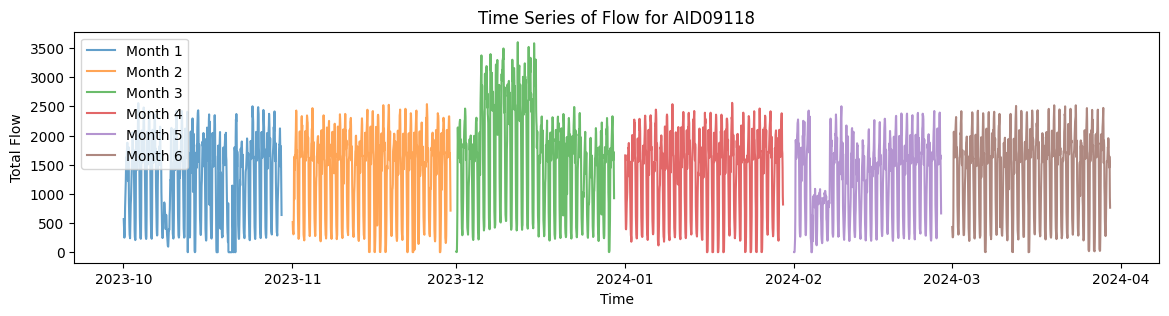 Time Series of Flow for AID09118
Month 1
Month 2
Month 3
Month 4
Month 5
Month 6
Total Flow
3500
3000
2500
2000
1500
1000
500
0
2023-10
2023-11
2023-12
2024-01
2024-02
2024-03
2024-04
Time